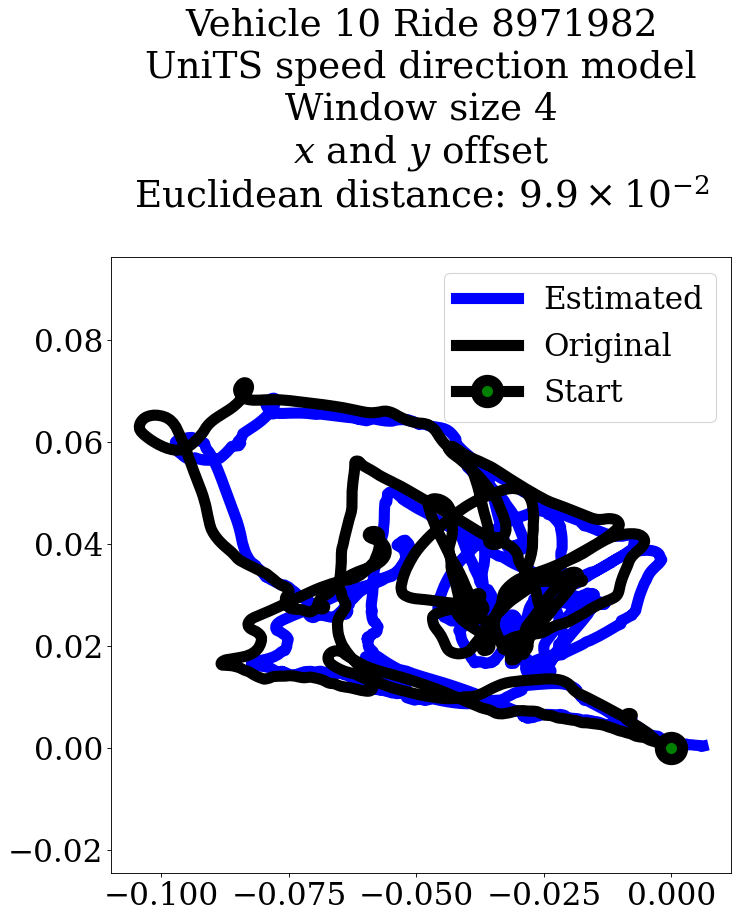 Vehicle 10 Ride 8971982
UniTS speed direction model
Window size 4
x and y offset
Euclidean distance: 9.9 × 10⁻²
Estimated
Original
Start
0.08
0.06
0.04
0.02
0.00
−0.02
−0.100 −0.075 −0.050 −0.025 0.000